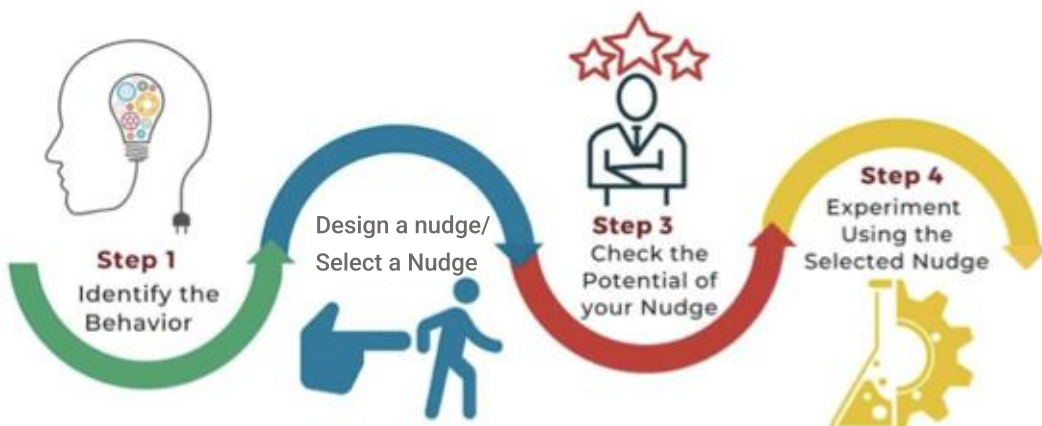 Step 1
Identify the
Behavior
Design a nudge/
Select a Nudge
Step 3
Check the
Potential of
your Nudge
Step 4
Experiment
Using the
Selected Nudge